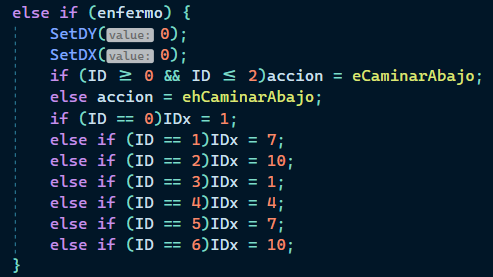 else if (enfermo) {
SetDY(value: 0);
SetDX(value: 0);
if (ID ≥ 0 && ID ≤ 2)accion = eCaminarAbajo;
else accion = ehCaminarAbajo;
if (ID == 0)IDx = 1;
else if (ID == 1)IDx = 7;
else if (ID == 2)IDx = 10;
else if (ID == 3)IDx = 1;
else if (ID == 4)IDx = 4;
else if (ID == 5)IDx = 7;
else if (ID == 6)IDx = 10;
}